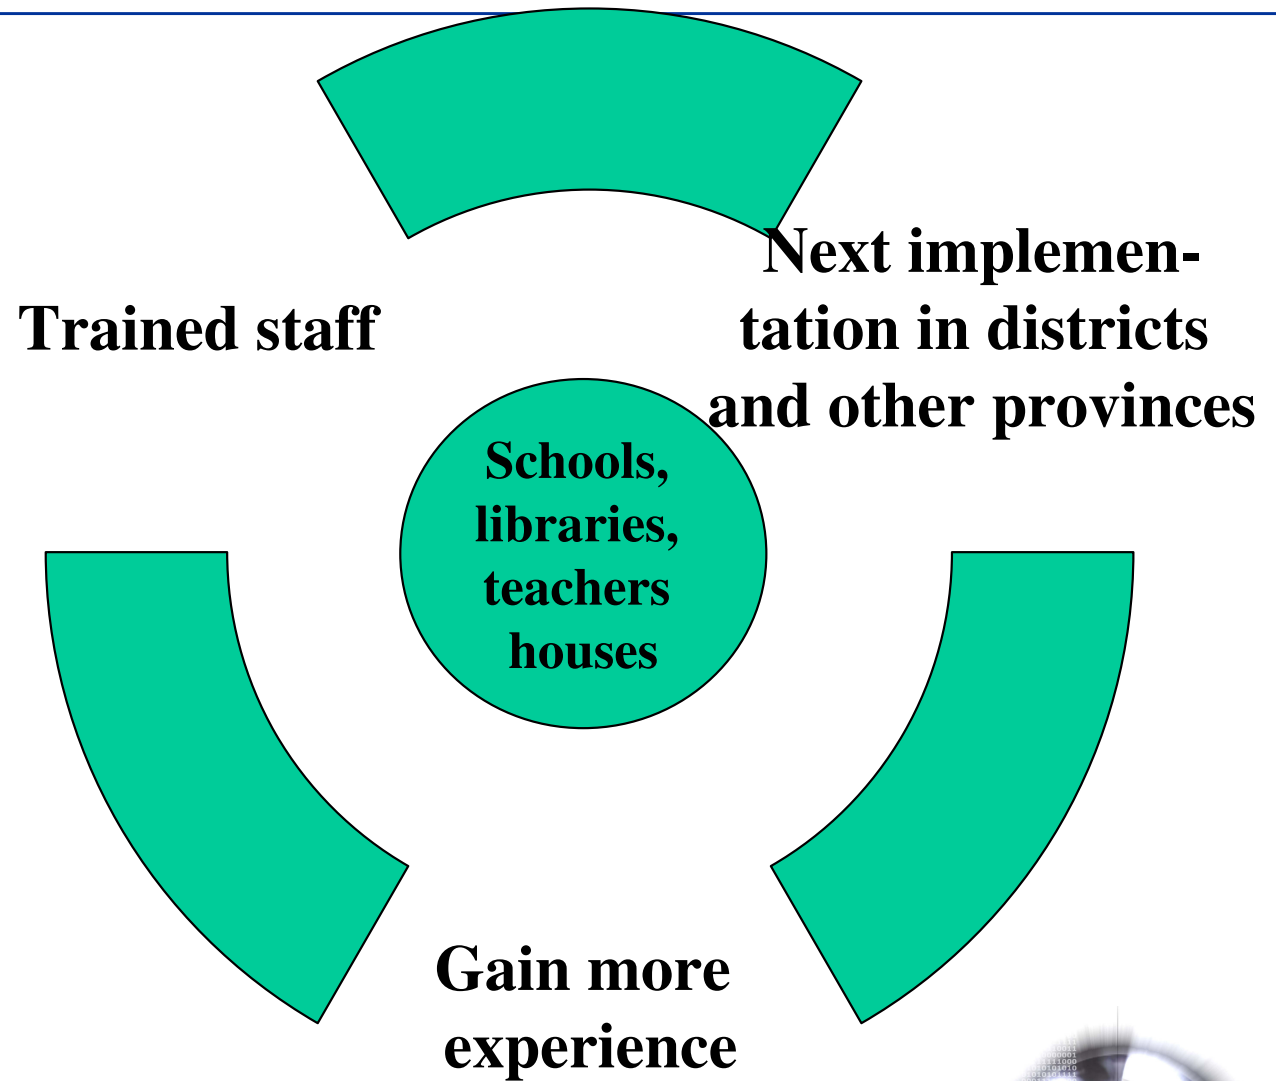 Trained staff
Next implemen-
tation in districts
and other provinces
Schools,
libraries,
teachers
houses
Gain more
experience